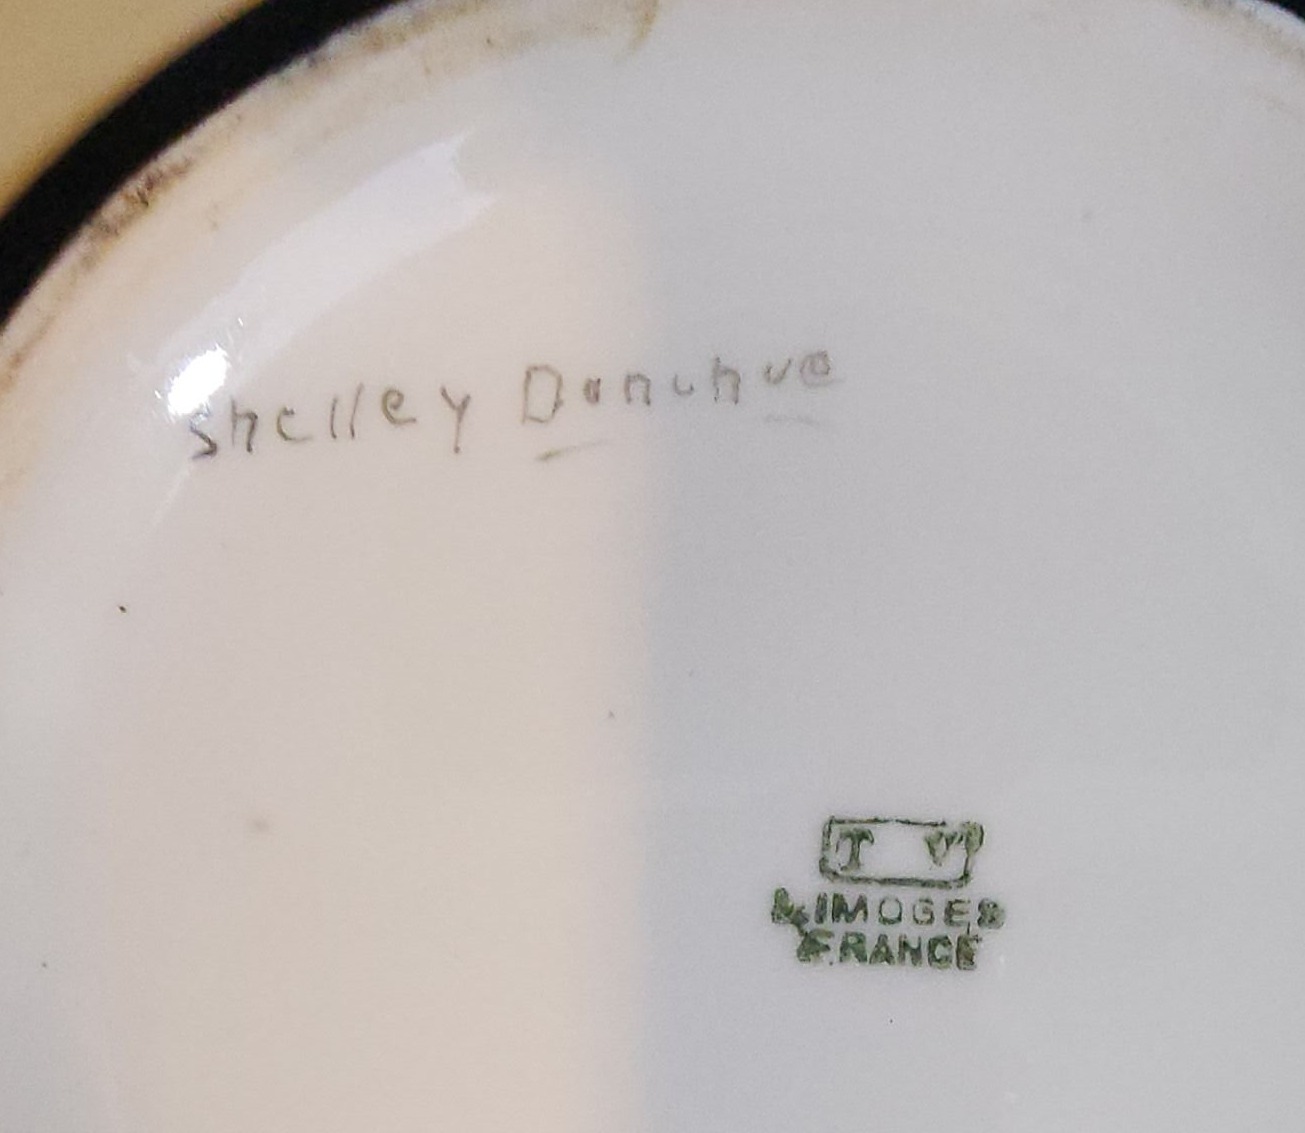 Shelley Donohue
T V
LIMOGES
FRANCE